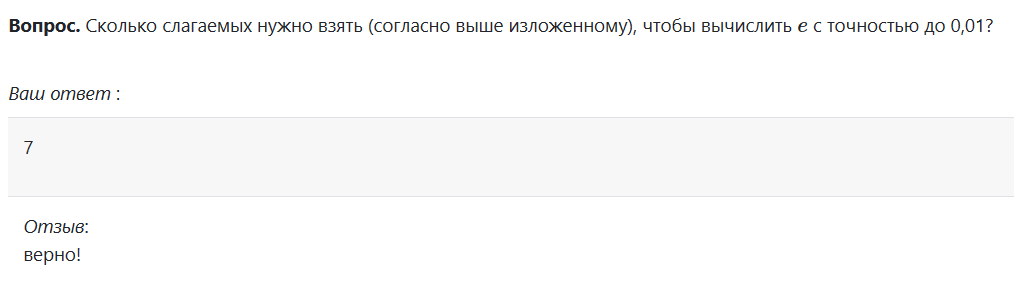 Вопрос. Сколько слагаемых нужно взять (согласно выше изложенному), чтобы вычислить e с точностью до 0,01?
Ваш ответ :
7
Отзыв:
верно!